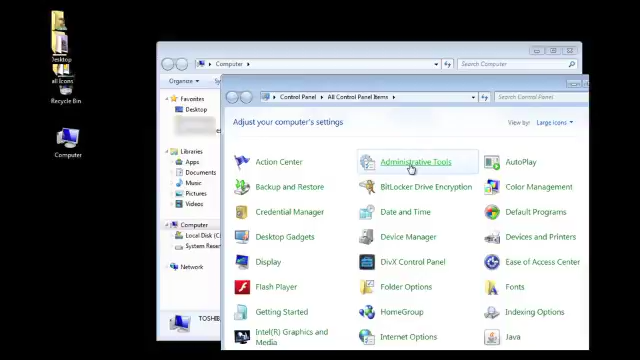 Desktop
all Icons
Recycle Bin
Computer
Computer
Search Computer
Organize
Favorites
Desktop
Libraries
Apps
Documents
Music
Pictures
Videos
Computer
Local Disk (C
System Reser
Network
TOSHIB
Control Panel
All Control Panel Items
Search Control Panel
Adjust your computer's settings
View by: Large icons
Action Center
Administrative Tools
AutoPlay
Backup and Restore
BitLocker Drive Encryption
Color Management
Credential Manager
Date and Time
Default Programs
Desktop Gadgets
Device Manager
Devices and Printers
Display
DivX Control Panel
Ease of Access Center
Flash Player
Folder Options
Fonts
Getting Started
HomeGroup
Indexing Options
Intel(R) Graphics and
Media
Internet Options
Java